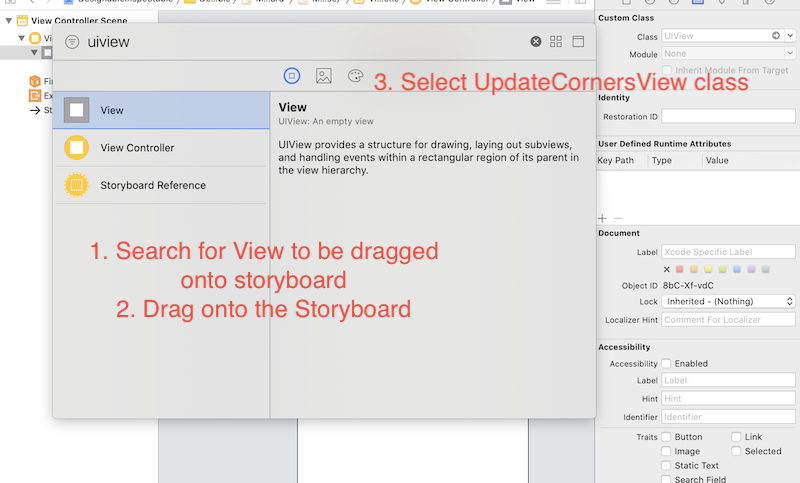 View Controller
View
View Controller Scene
uiview
3. Select UpdateCornersView class
View
View Controller
Storyboard Reference
View
UIView: An empty view
UIView provides a structure for drawing, laying out subviews,
and handling events within a rectangular region of its parent in
the view hierarchy.
1. Search for View to be dragged
onto storyboard
2. Drag onto the Storyboard
Custom Class
Class UIView
Module None
Inherit Module From Target
Identity
Restoration ID
User Defined Runtime Attributes
Key Path Type Value
Document
Label Xcode Specific Label
Object ID 8bC-Xf-vdC
Lock Inherited - (Nothing)
Localizer Hint Comment For Localizer
Accessibility
Accessibility Enabled
Label Label
Hint Hint
Identifier Identifier
Traits Button Link
Image Selected
Static Text
Search Field